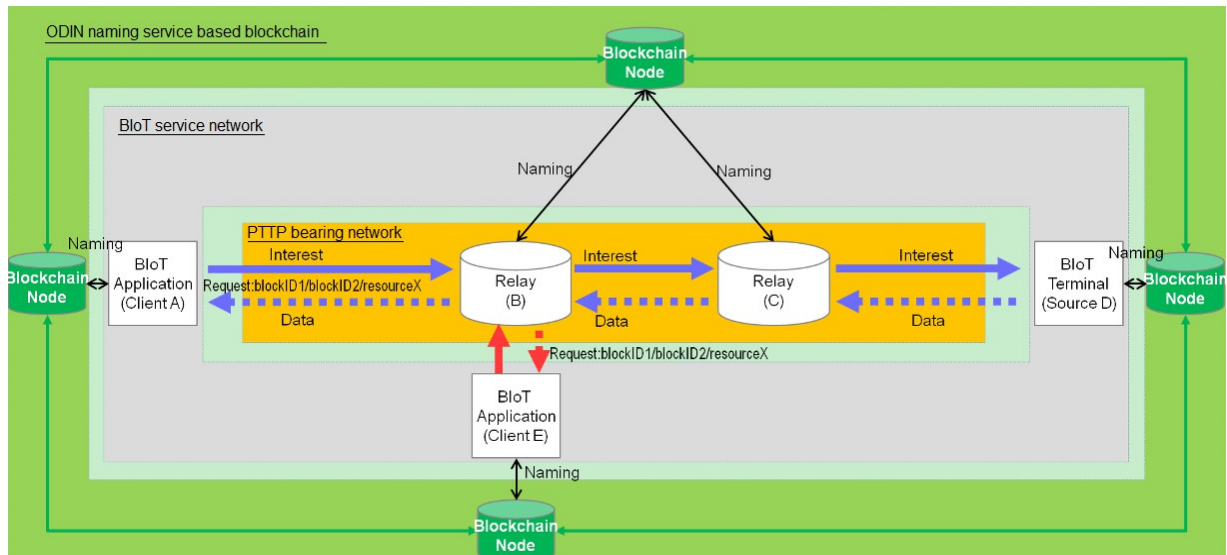 ODIN naming service based blockchain
Blockchain
Node
BIoT service network
Naming
Naming
PTTP bearing network
Naming
Blockchain
Node
BIoT
Application
(Client A)
Interest
Request:blockID1/blockID2/resourceX
Data
Relay
(B)
Interest
Data
Relay
(C)
Interest
Data
BIoT
Terminal
(Source D)
Naming
Blockchain
Node
Request:blockID1/blockID2/resourceX
BIoT
Application
(Client E)
Naming
Blockchain
Node